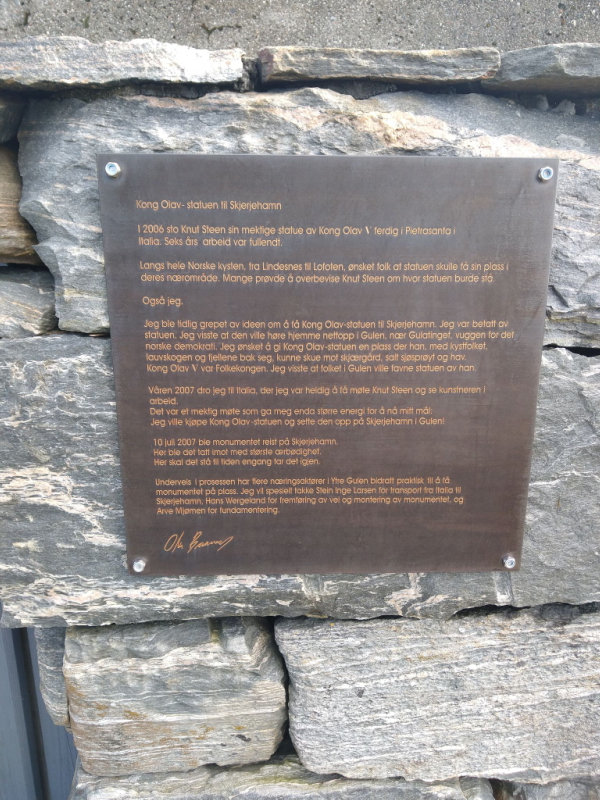 Kong Olav- statuen til Skjerjehamn
I 2006 sto Knut Steen sin mektige statue av Kong Olav V ferdig i Pietrasanta i
Italia. Seks års arbeid var fullendt.
Langs hele Norske kysten, fra Lindesnes til Lofoten, ønsket folk at statuen skulle få sin plass i
deres nærområde. Mange prøvde å overbevise Knut Steen om hvor statuen burde stå.
Også jeg.
Jeg ble tidlig grepet av ideen om å få Kong Olav-statuen til Skjerjehamn. Jeg var besatt av
statuen. Jeg visste at den ville høre hjemme nettopp i Gulen, nær Gulatinget, vuggen for det
norske demokrati. Jeg ønsket å gi Kong Olav-statuen en plass der han, med kystfolket,
lauvskogen og fjellene bak seg, kunne skue mot skjærgård, salt sjøsprøyt og hav.
Kong Olav V var Folkekongen. Jeg visste at folket i Gulen ville favne statuen av han.
Våren 2007 dro jeg til Italia, der jeg var heldig å få møte Knut Steen og se kunstneren i
arbeid.
Det var et mektig møte som ga meg enda større energi for å nå mitt mål:
Jeg ville kjøpe Kong Olav-statuen og sette den opp på Skjerjehamn i Gulen!
10 juli 2007 ble monumentet reist på Skjerjehamn.
Her ble det tatt imot med største ærbødighet.
Her skal det stå til tiden engang tar det igjen.
Underveis i prosessen har flere næringsaktører i Ytre Gulen bidratt praktisk til å få
monumentet på plass. Jeg vil spesielt takke Stein Inge Larsen for transport fra Italia til
Skjerjehamn, Hans Wergeland for fremføring av vei og montering av monumentet, og
Arve Mjømen for fundamentering.